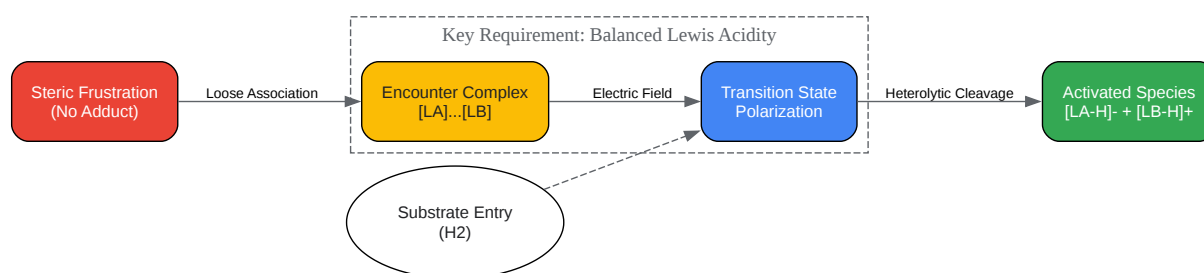 Key Requirement: Balanced Lewis Acidity
Steric Frustration
(No Adduct)
Loose Association
Encounter Complex
[LA]...[LB]
Electric Field
Transition State
Polarization
Heterolytic Cleavage
Activated Species
[LA-H]- + [LB-H]+
Substrate Entry
(H2)